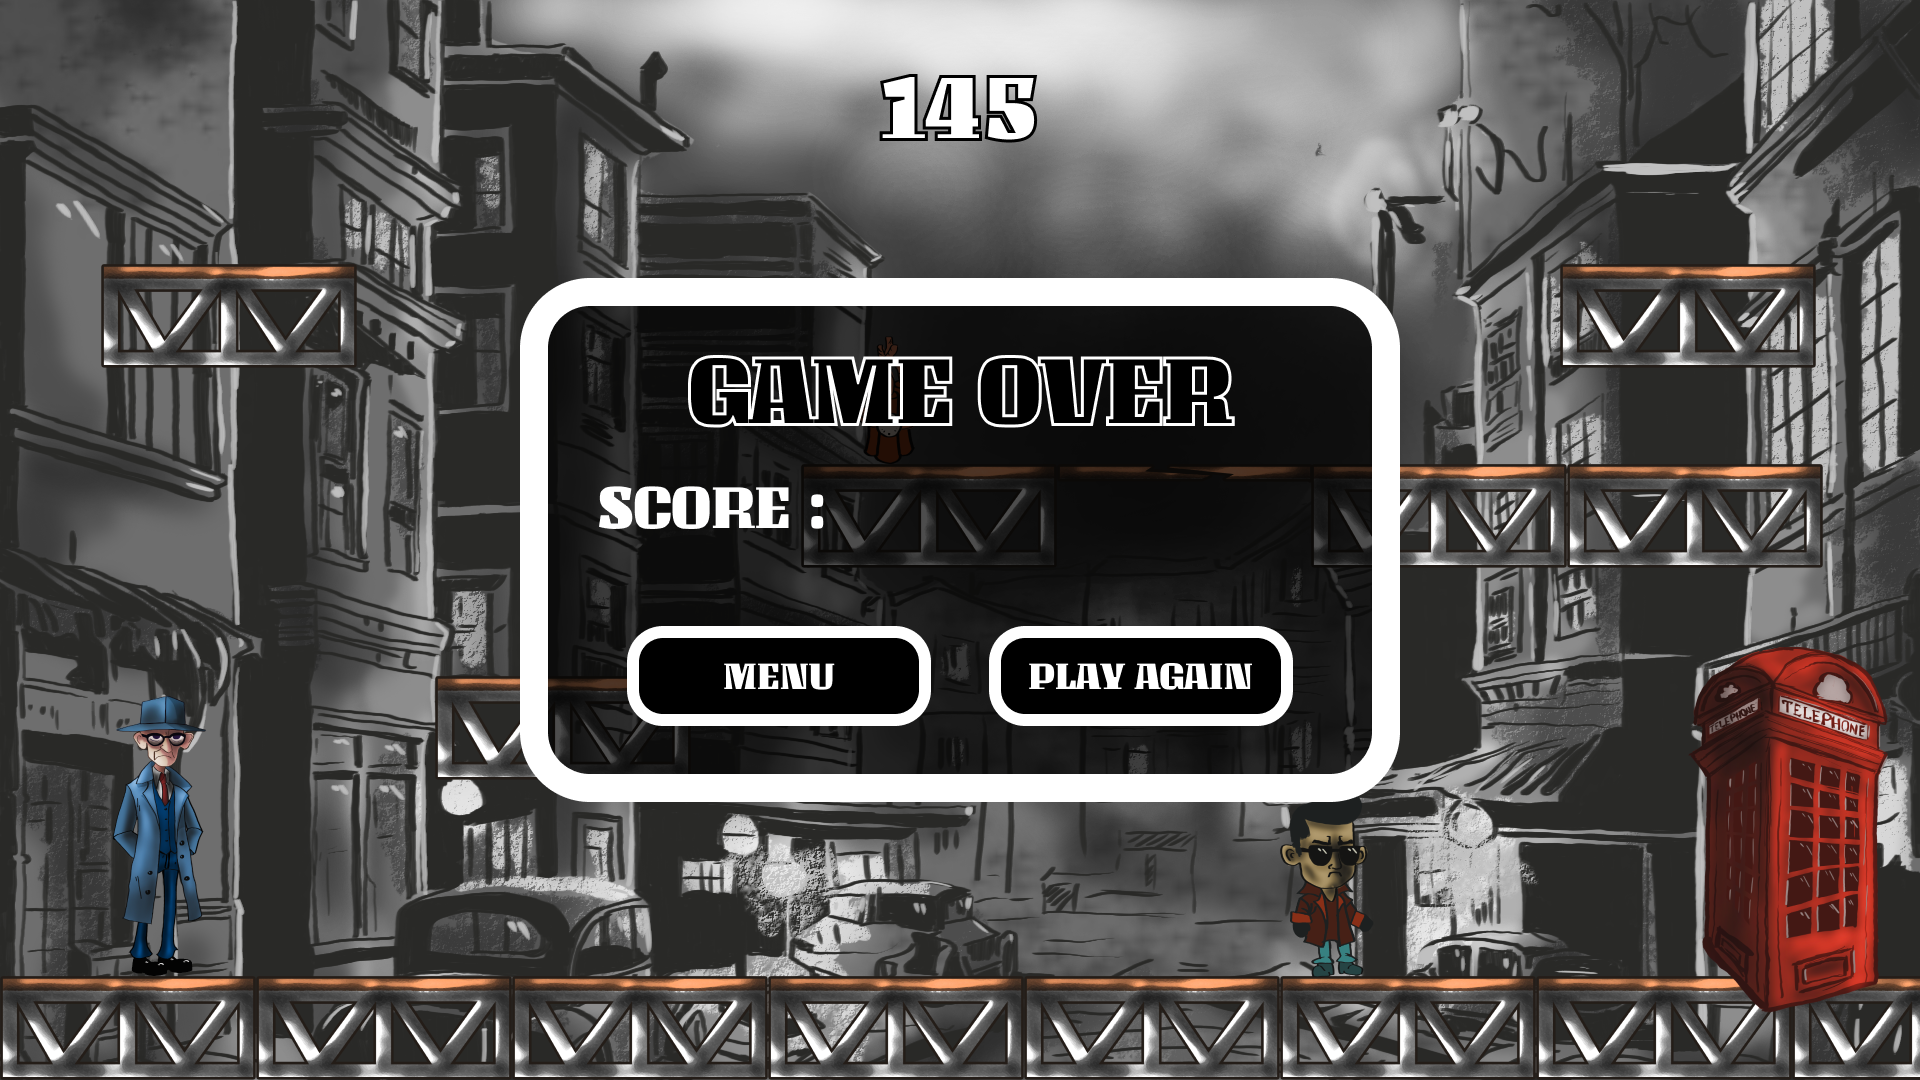 145
GAME OVER
SCORE :
MENU
PLAY AGAIN
TELEPHONE
TELEPHONE